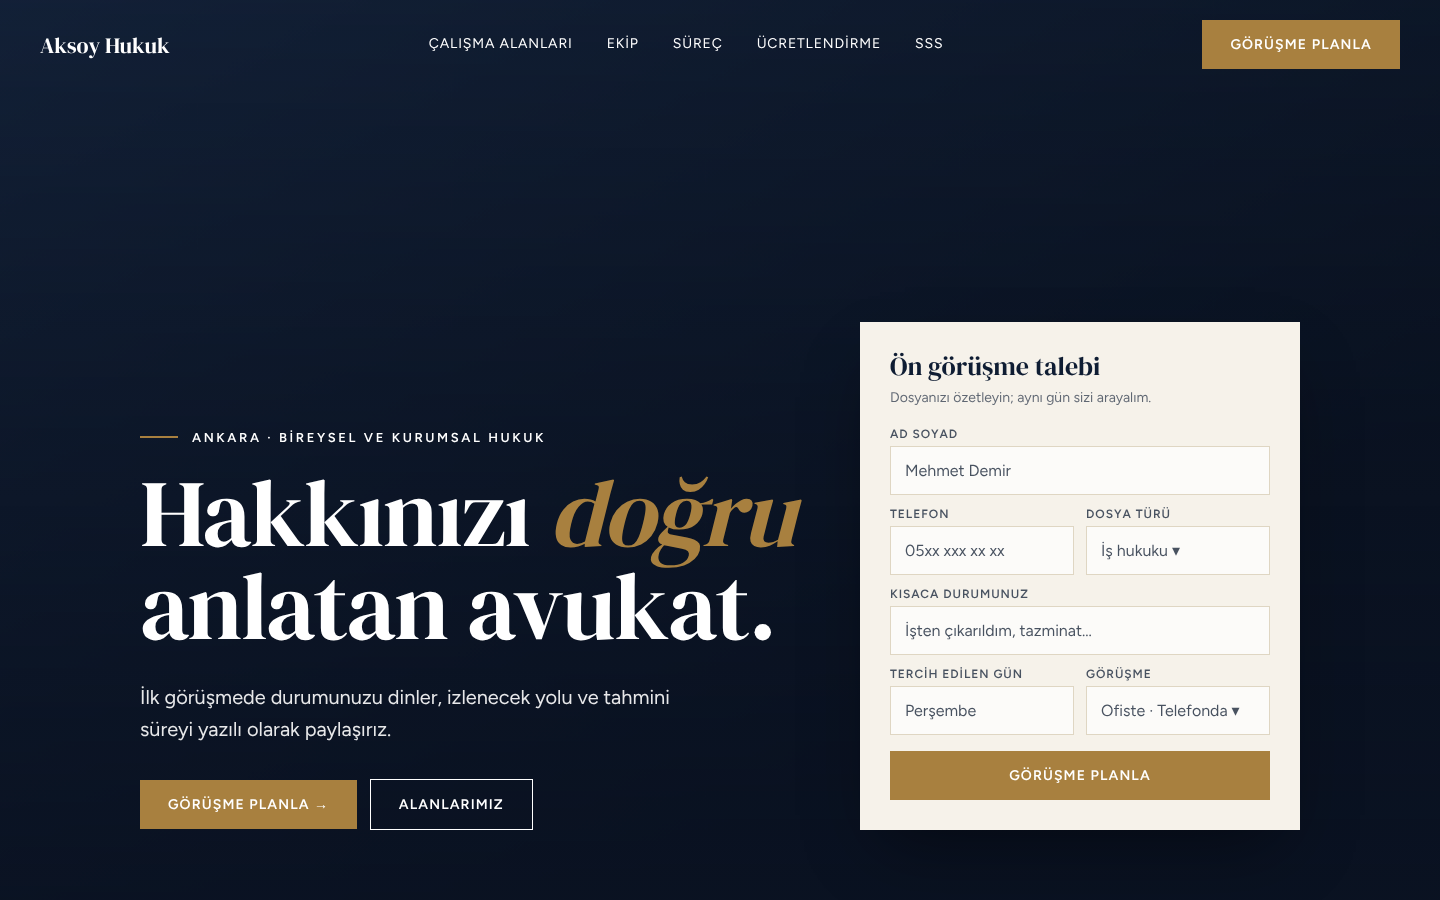 Aksoy Hukuk
ÇALIŞMA ALANLARI
EKİP
SÜREÇ
ÜCRETLENDİRME
SSS
GÖRÜŞME PLANLA
ANKARA · BİREYSEL VE KURUMSAL HUKUK
Hakkınızı doğru
anlatan avukat.
İlk görüşmede durumunuzu dinler, izlenecek yolu ve tahmini
süreyi yazılı olarak paylaşırız.
GÖRÜŞME PLANLA →
ALANLARIMIZ
Ön görüşme talebi
Dosyanızı özetleyin; aynı gün sizi arayalım.
AD SOYAD
Mehmet Demir
TELEFON
05xx xxx xx xx
DOSYA TÜRÜ
İş hukuku ▾
KISACA DURUMUNUZ
İşten çıkarıldım, tazminat…
TERCİH EDİLEN GÜN
Perşembe
GÖRÜŞME
Ofiste · Telefonda ▾
GÖRÜŞME PLANLA